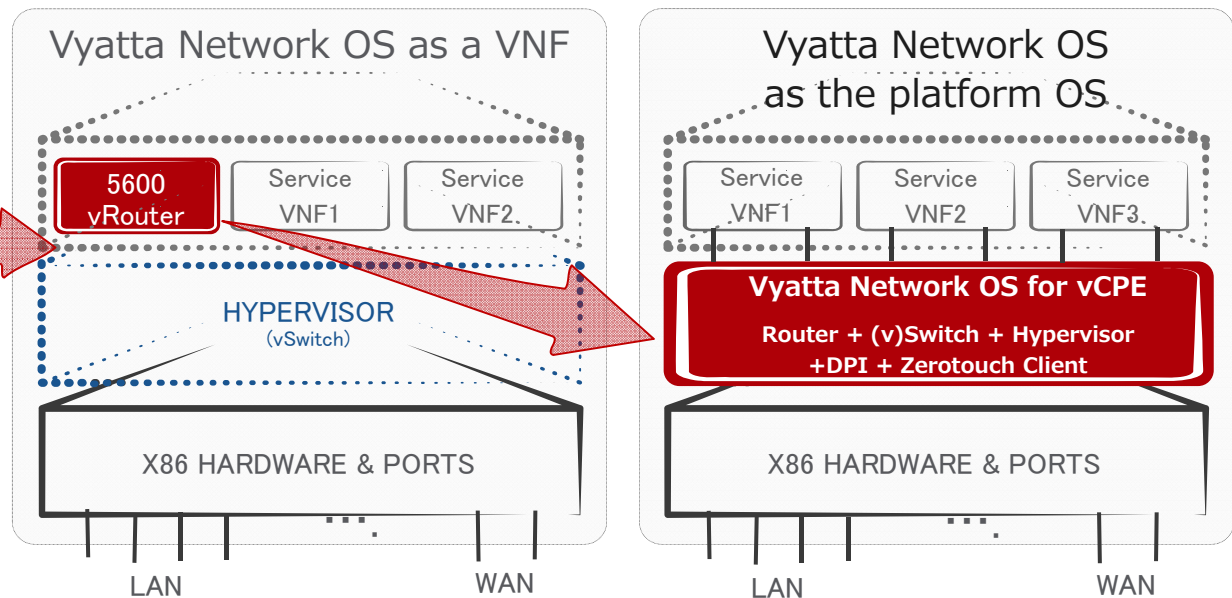 Vyatta Network OS as a VNF
5600
vRouter
Service
VNF1
Service
VNF2
HYPERVISOR
(vSwitch)
X86 HARDWARE & PORTS
LAN
WAN
Vyatta Network OS
as the platform OS
Service
VNF1
Service
VNF2
Service
VNF3
Vyatta Network OS for vCPE
Router + (v)Switch + Hypervisor
+DPI + Zerotouch Client
X86 HARDWARE & PORTS
LAN
WAN